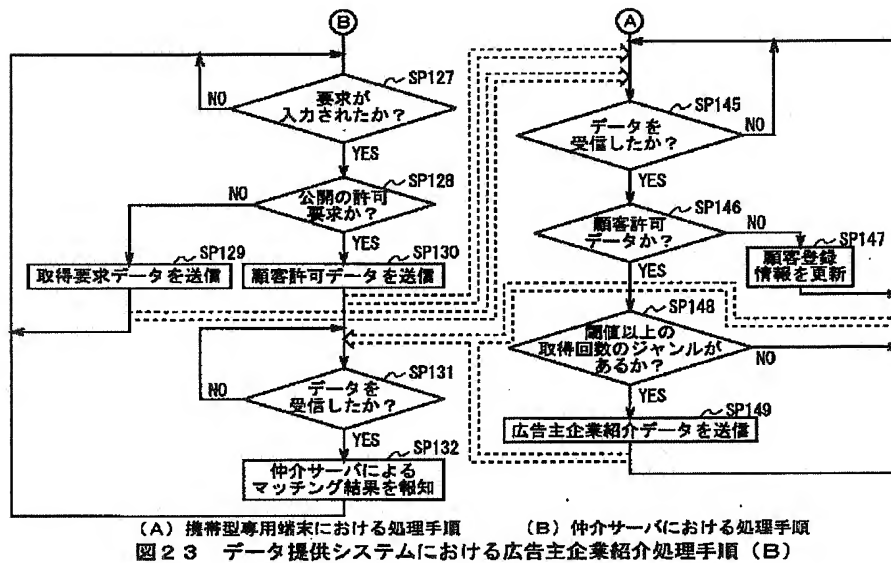 B
SP127
要求が
入力されたか？
NO
YES
SP128
公開の許可
要求か？
NO
YES
SP129
取得要求データを送信
SP130
顧客許可データを送信
SP131
データを
受信したか？
NO
YES
SP132
仲介サーバによる
マッチング結果を報知
A
SP145
データを
受信したか？
NO
YES
SP146
顧客許可
データか？
NO
YES
SP147
顧客登録
情報を更新
SP148
閾値以上の
取得回数のジャンルが
あるか？
NO
YES
SP149
広告主企業紹介データを送信
(A) 携帯型専用端末における処理手順
(B) 仲介サーバにおける処理手順
図２３ データ提供システムにおける広告主企業紹介処理手順（B）